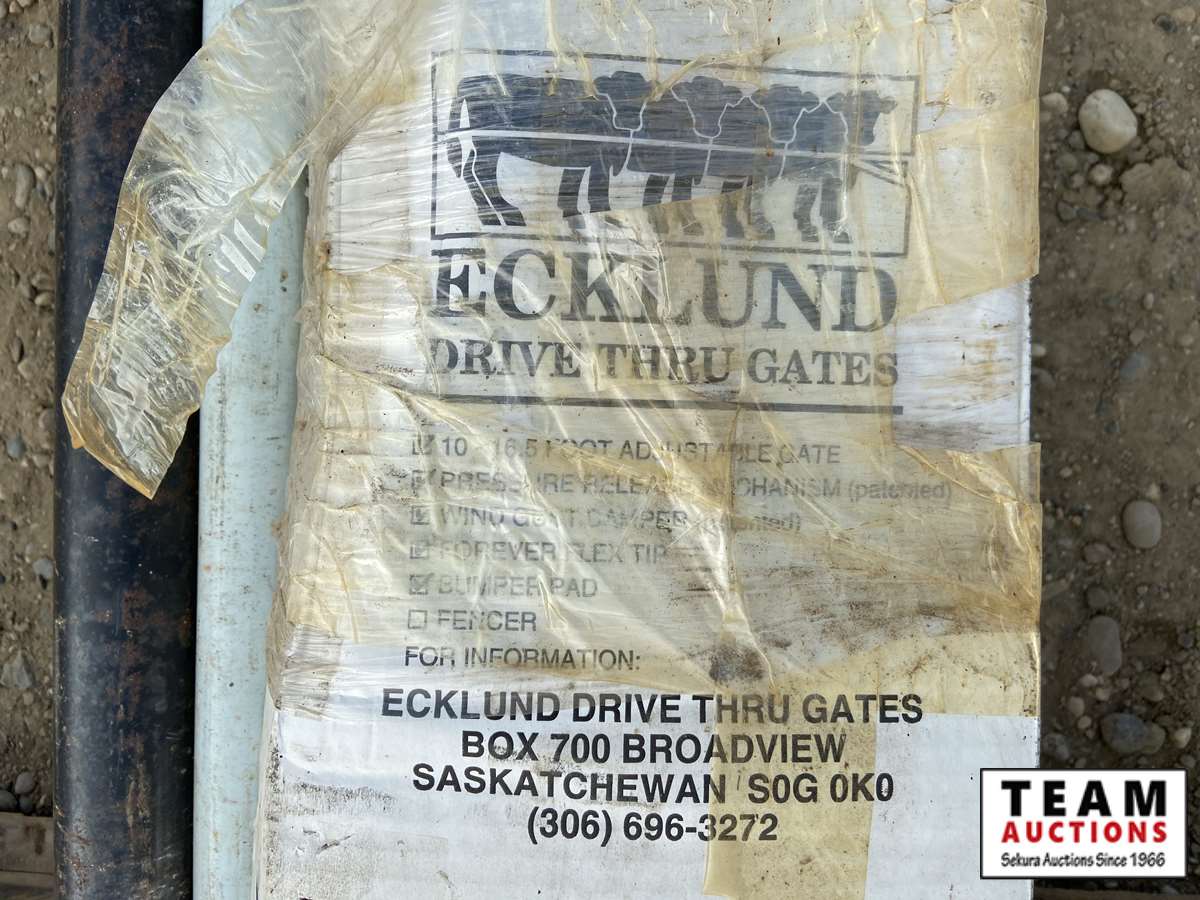 ECKLUND
DRIVE THRU GATES
☑ 10 - 16.5 FOOT ADJUSTABLE GATE
☑ PRESSURE RELEASE MECHANISM (patented)
☑ WIND GUST DAMPER (patented)
☑ FOREVER FLEX TIP
☑ BUMPER PAD
☐ FENCER
FOR INFORMATION:
ECKLUND DRIVE THRU GATES
BOX 700 BROADVIEW
SASKATCHEWAN S0G 0K0
(306) 696-3272
TEAM
AUCTIONS
Sekura Auctions Since 1966